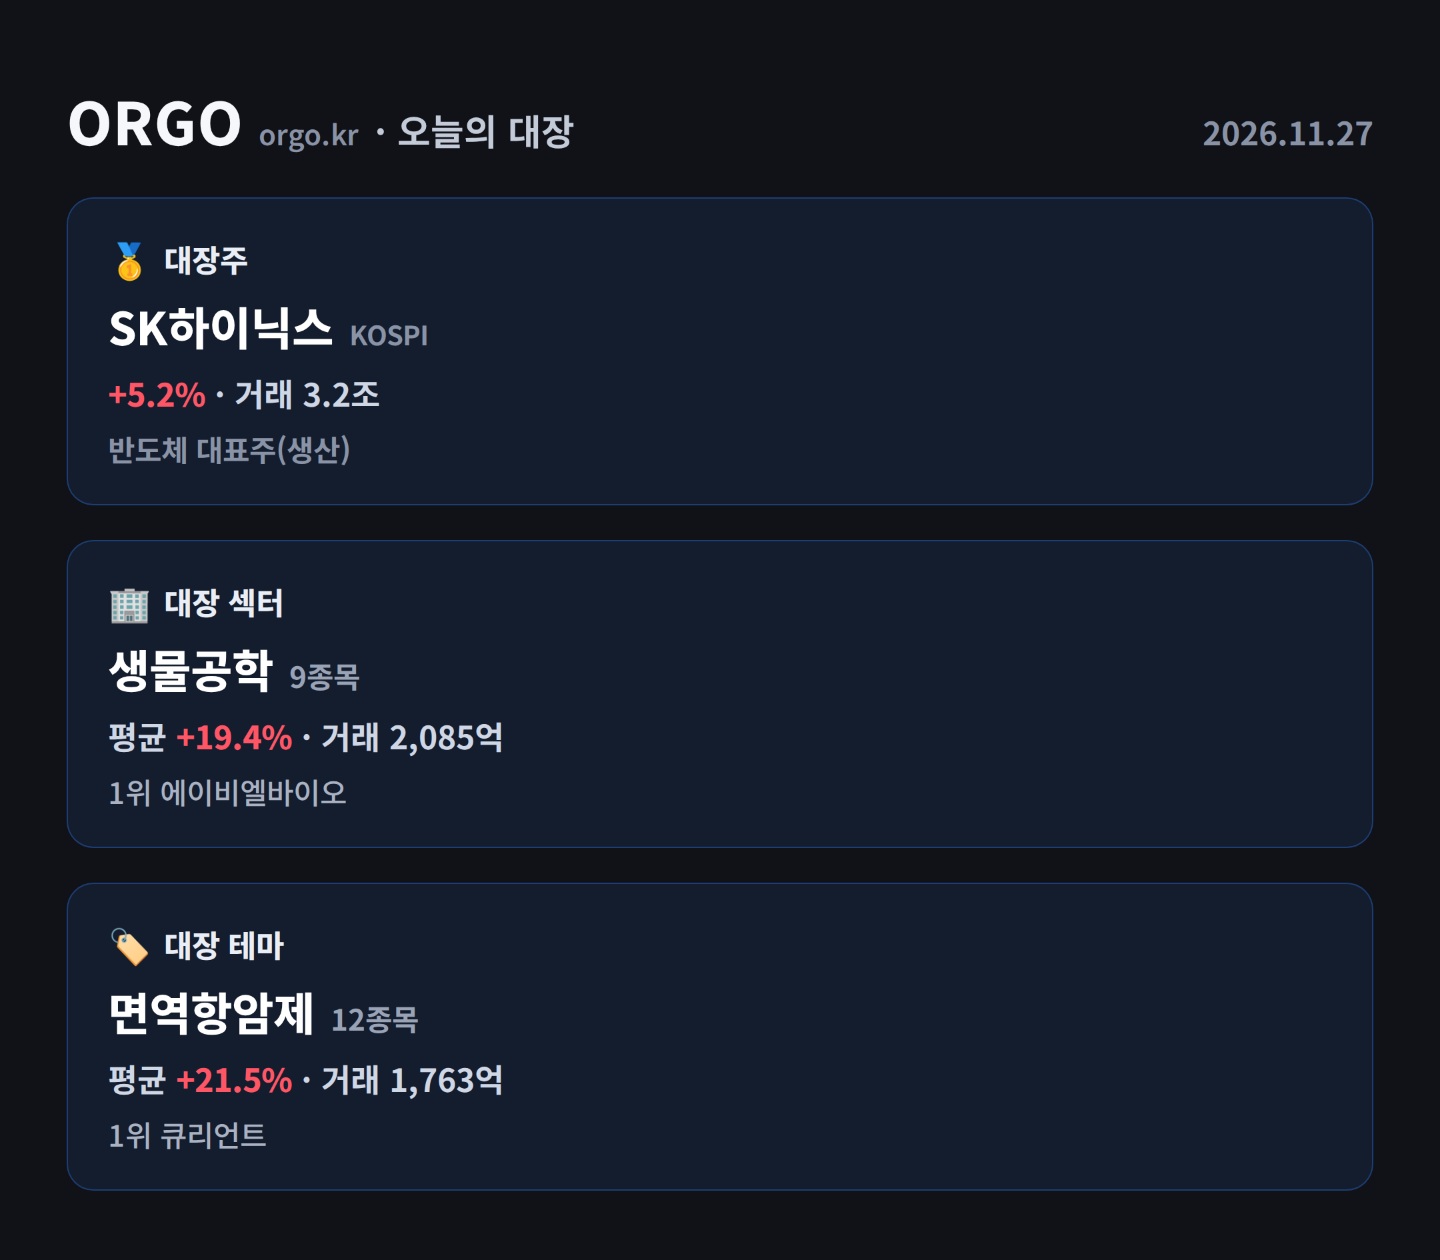 ORGO orgo.kr · 오늘의 대장 2026.11.27
대장주
SK하이닉스 KOSPI
+5.2% · 거래 3.2조
반도체 대표주(생산)
대장 섹터
생물공학 9종목
평균 +19.4% · 거래 2,085억
1위 에이비엘바이오
대장 테마
면역항암제 12종목
평균 +21.5% · 거래 1,763억
1위 큐리언트